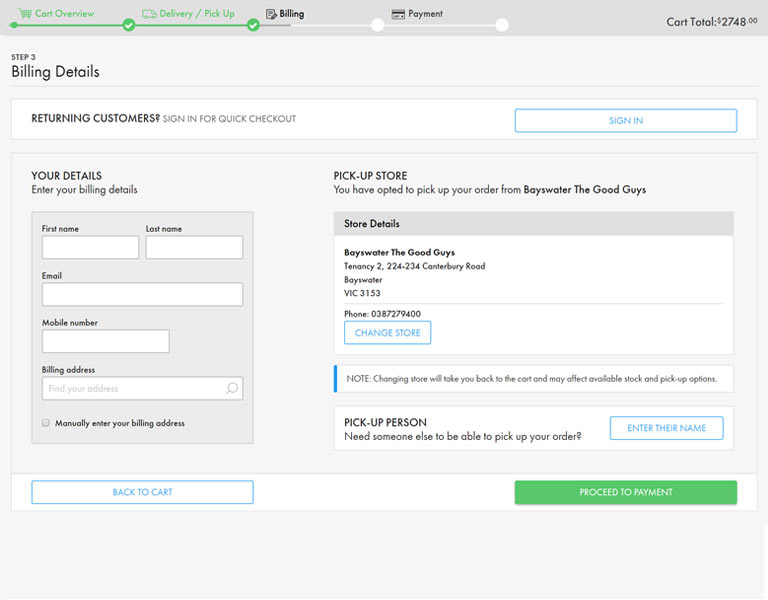 Cart Overview
Delivery / Pick Up
Billing
Payment
Cart Total:$2748.00
STEP 3
Billing Details
RETURNING CUSTOMERS? SIGN IN FOR QUICK CHECKOUT
SIGN IN
YOUR DETAILS
Enter your billing details
First name
Last name
Email
Mobile number
Billing address
Find your address
Manually enter your billing address
PICK-UP STORE
You have opted to pick up your order from Bayswater The Good Guys
Store Details
Bayswater The Good Guys
Tenancy 2, 224-234 Canterbury Road
Bayswater
VIC 3153
Phone: 0387279400
CHANGE STORE
NOTE: Changing store will take you back to the cart and may affect available stock and pick-up options.
PICK-UP PERSON
Need someone else to be able to pick up your order?
ENTER THEIR NAME
BACK TO CART
PROCEED TO PAYMENT